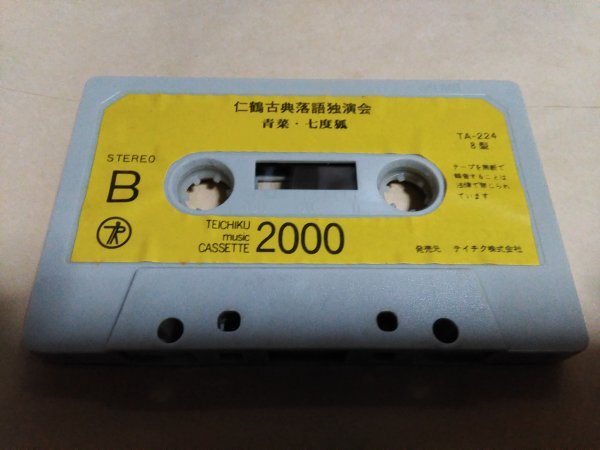 仁鶴古典落語独演会
青菜・七度狐
STEREO
B
TA-224
8型
テープを無断で
録音することは
法律で禁じられ
ています
TEICHIKU
music
CASSETTE
2000
発売元 テイチク株式会社